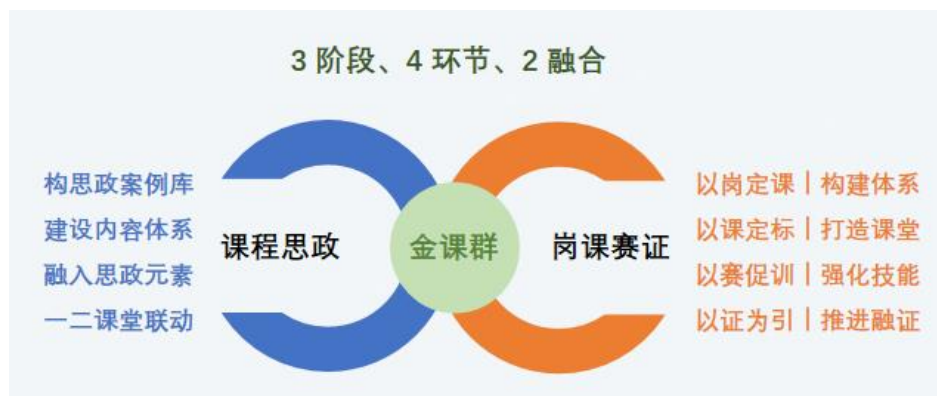 3 阶段、4 环节、2 融合
构思政案例库
建设内容体系
融入思政元素
一二课堂联动
课程思政
金课群
岗课赛证
以岗定课丨构建体系
以课定标丨打造课堂
以赛促训丨强化技能
以证为引丨推进融证